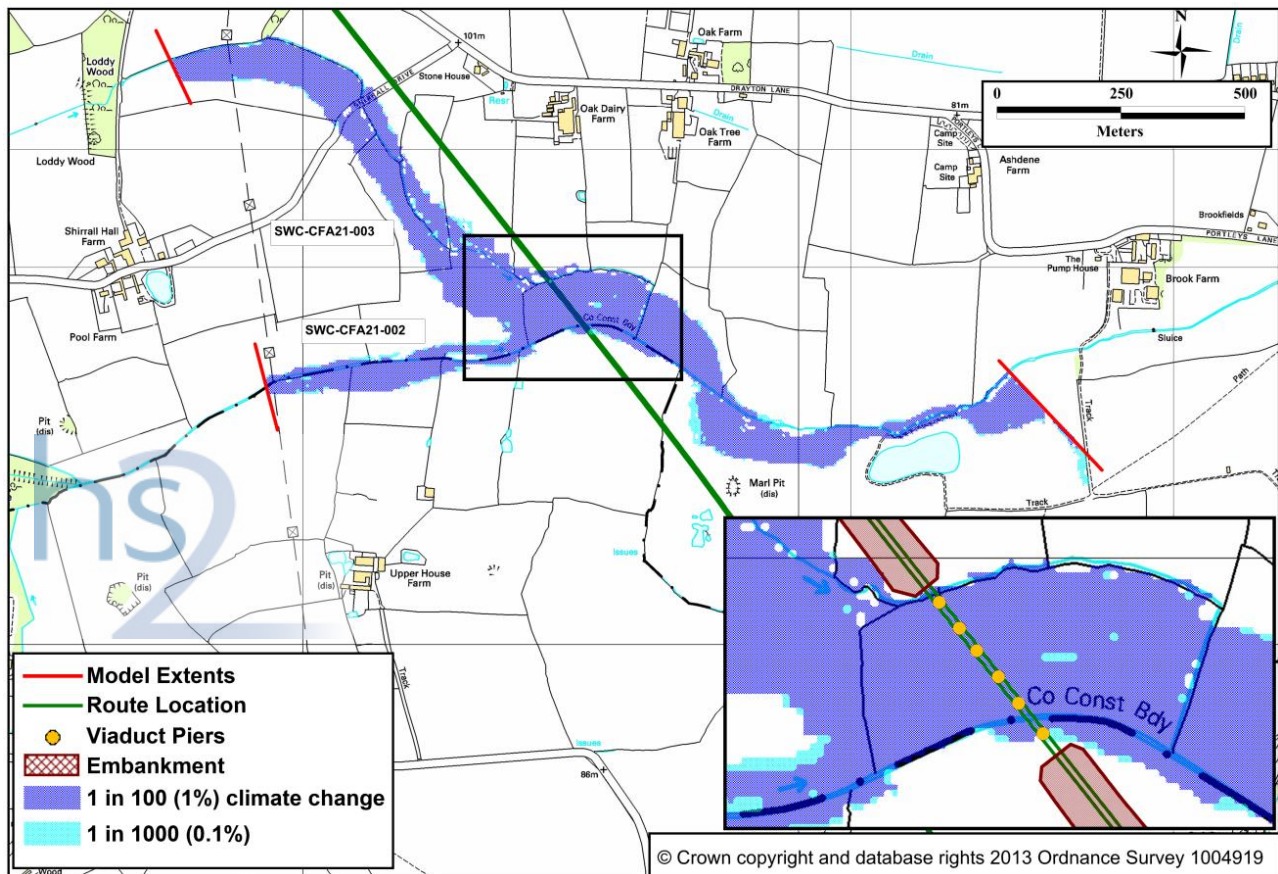 101m
Oak Farm
N
Loddy
Wood
Stone House
SHIRRALL DRIVE
Drain
Drain
DRAYTON LANE
0 250 500
Meters
Resr
Oak Dairy
Farm
Drain
Oak Tree
Farm
81m
Camp
Site
Camp
Site
Ashdene
Farm
Loddy Wood
Shirrall Hall
Farm
SWC-CFA21-003
Brookfields
PORTLEYS LANE
The
Pump House
Brook Farm
Pool Farm
SWC-CFA21-002
Co Const Bdy
Sluice
Path
Track
Pit
(dis)
hs2
Marl Pit
(dis)
Track
Issues
Pit
(dis)
Pit
(dis)
Upper House
Farm
Track
Issues
86m
Co Const Bdy
Model Extents
Route Location
Viaduct Piers
Embankment
1 in 100 (1%) climate change
1 in 1000 (0.1%)
Wood
© Crown copyright and database rights 2013 Ordnance Survey 1004919